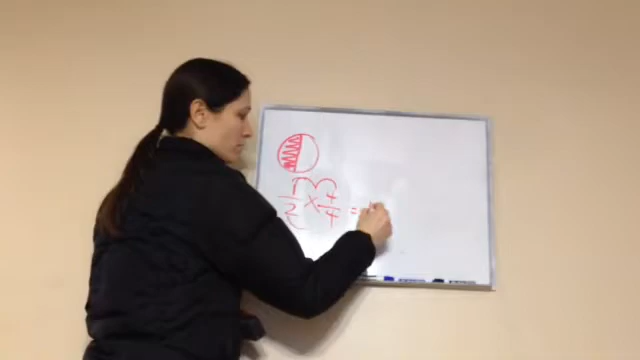 1/2 × 4/4 =